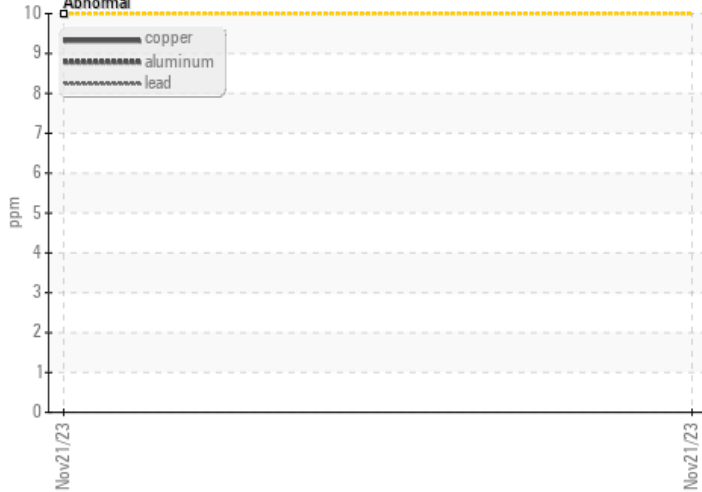 Abnormal
10
copper
9
aluminum
lead
8
7
6
ppm
5
4
3
2
1
0
Nov21/23
Nov21/23